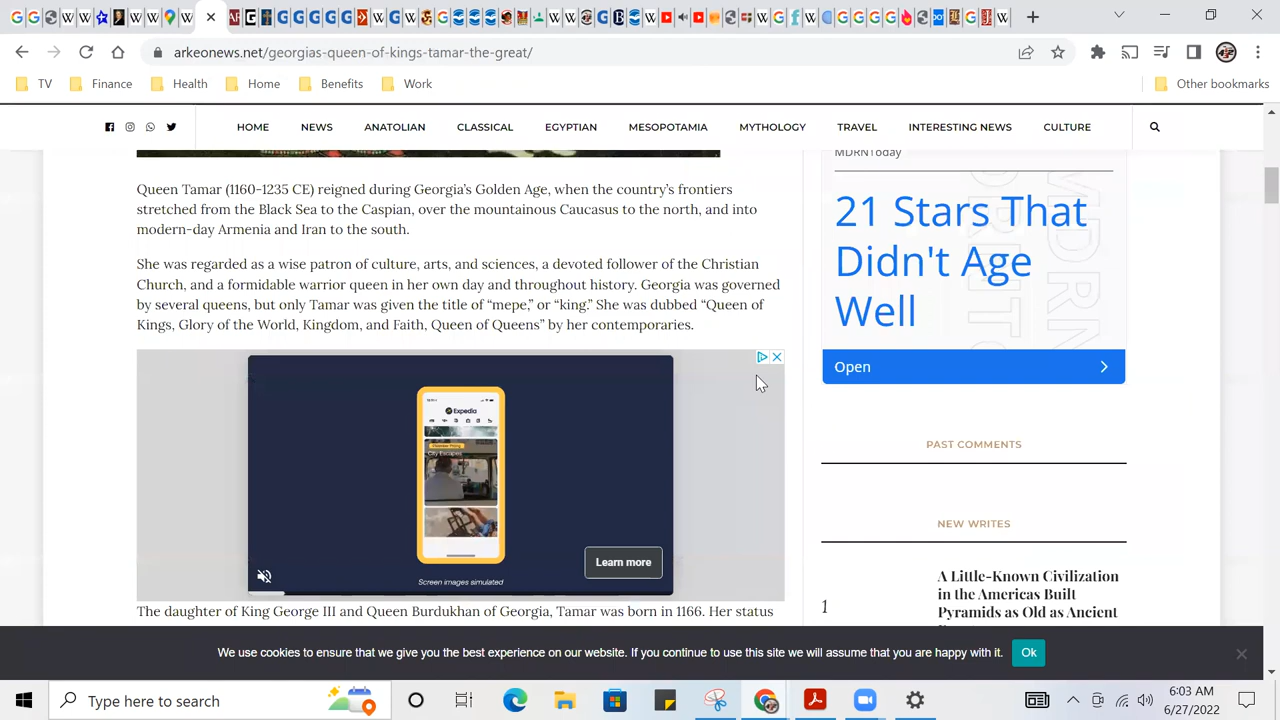 arkeonews.net/georgias-queen-of-kings-tamar-the-great/
TV
Finance
Health
Home
Benefits
Work
Other bookmarks
HOME
NEWS
ANATOLIAN
CLASSICAL
EGYPTIAN
MESOPOTAMIA
MYTHOLOGY
TRAVEL
INTERESTING NEWS
CULTURE
Queen Tamar (1160-1235 CE) reigned during Georgia's Golden Age, when the country's frontiers
stretched from the Black Sea to the Caspian, over the mountainous Caucasus to the north, and into
modern-day Armenia and Iran to the south.
She was regarded as a wise patron of culture, arts, and sciences, a devoted follower of the Christian
Church, and a formidable warrior queen in her own day and throughout history. Georgia was governed
by several queens, but only Tamar was given the title of “mepe,” or “king.” She was dubbed “Queen of
Kings, Glory of the World, Kingdom, and Faith, Queen of Queens” by her contemporaries.
Expedia
City Escapes
Learn more
Screen images simulated
The daughter of King George III and Queen Burdukhan of Georgia, Tamar was born in 1166. Her status
MDRNToday
21 Stars That
Didn't Age
Well
Open
PAST COMMENTS
NEW WRITES
1
A Little-Known Civilization
in the Americas Built
Pyramids as Old as Ancient
We use cookies to ensure that we give you the best experience on our website. If you continue to use this site we will assume that you are happy with it.
Ok
Type here to search
6:03 AM
6/27/2022